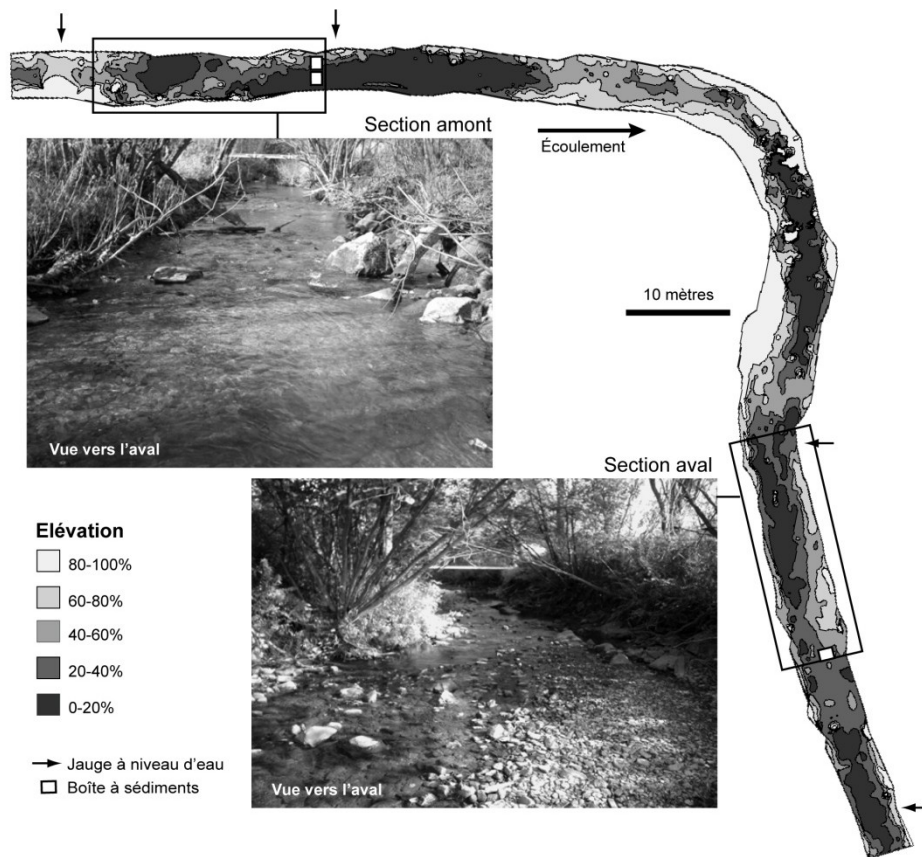 Section amont
Écoulement
10 mètres
Vue vers l'aval
Section aval
Elévation
80-100%
60-80%
40-60%
20-40%
0-20%
Jauge à niveau d'eau
Boîte à sédiments
Vue vers l'aval